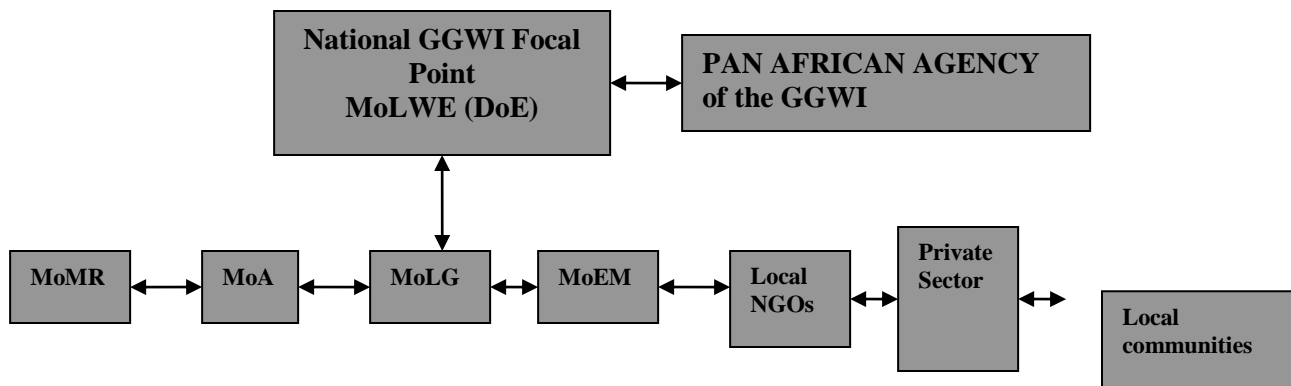 National GGWI Focal
Point
MoLWE (DoE)
PAN AFRICAN AGENCY
of the GGWI
MoMR
MoA
MoLG
MoEM
Local
NGOs
Private
Sector
Local
communities